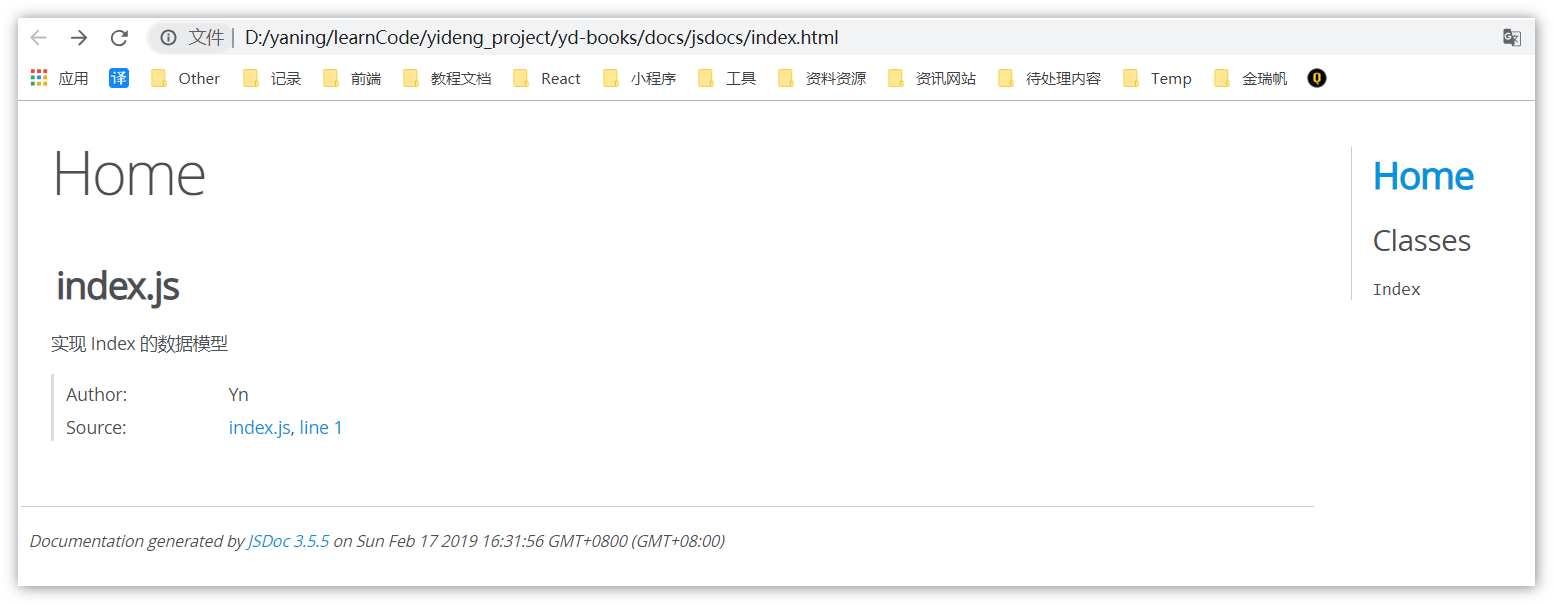 文件 | D:/yaning/learnCode/yideng_project/yd-books/docs/jsdocs/index.html
应用 译 Other 记录 前端 教程文档 React 小程序 工具 资料资源 资讯网站 待处理内容 Temp 金瑞帆 Q
Home
index.js
实现 Index 的数据模型
Author: Yn
Source: index.js, line 1
Home
Classes
Index
Documentation generated by JSDoc 3.5.5 on Sun Feb 17 2019 16:31:56 GMT+0800 (GMT+08:00)